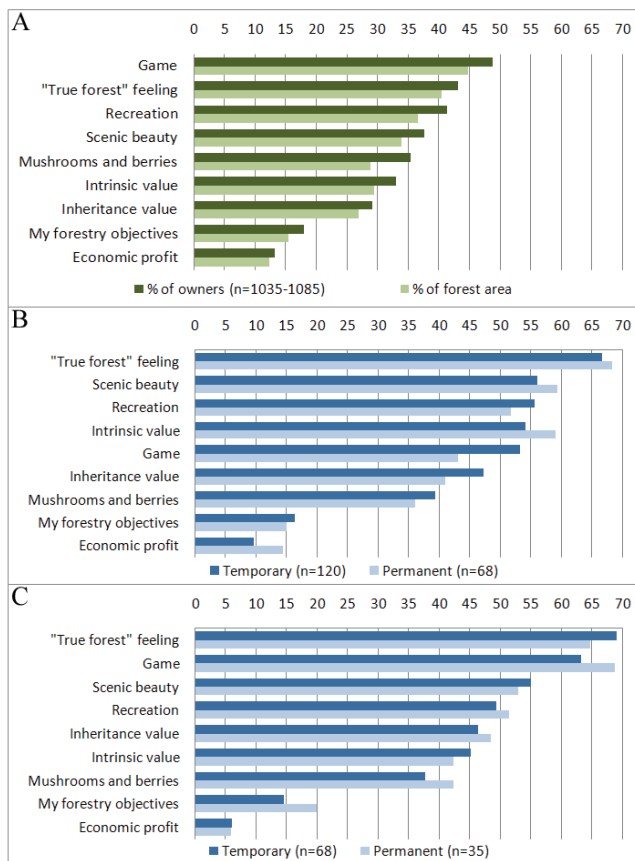 A
0 5 10 15 20 25 30 35 40 45 50 55 60 65 70
Game
"True forest" feeling
Recreation
Scenic beauty
Mushrooms and berries
Intrinsic value
Inheritance value
My forestry objectives
Economic profit
% of owners (n=1035-1085) % of forest area
B
0 5 10 15 20 25 30 35 40 45 50 55 60 65 70
"True forest" feeling
Scenic beauty
Recreation
Intrinsic value
Game
Inheritance value
Mushrooms and berries
My forestry objectives
Economic profit
Temporary (n=120) Permanent (n=68)
C
0 5 10 15 20 25 30 35 40 45 50 55 60 65 70
"True forest" feeling
Game
Scenic beauty
Recreation
Inheritance value
Intrinsic value
Mushrooms and berries
My forestry objectives
Economic profit
Temporary (n=68) Permanent (n=35)